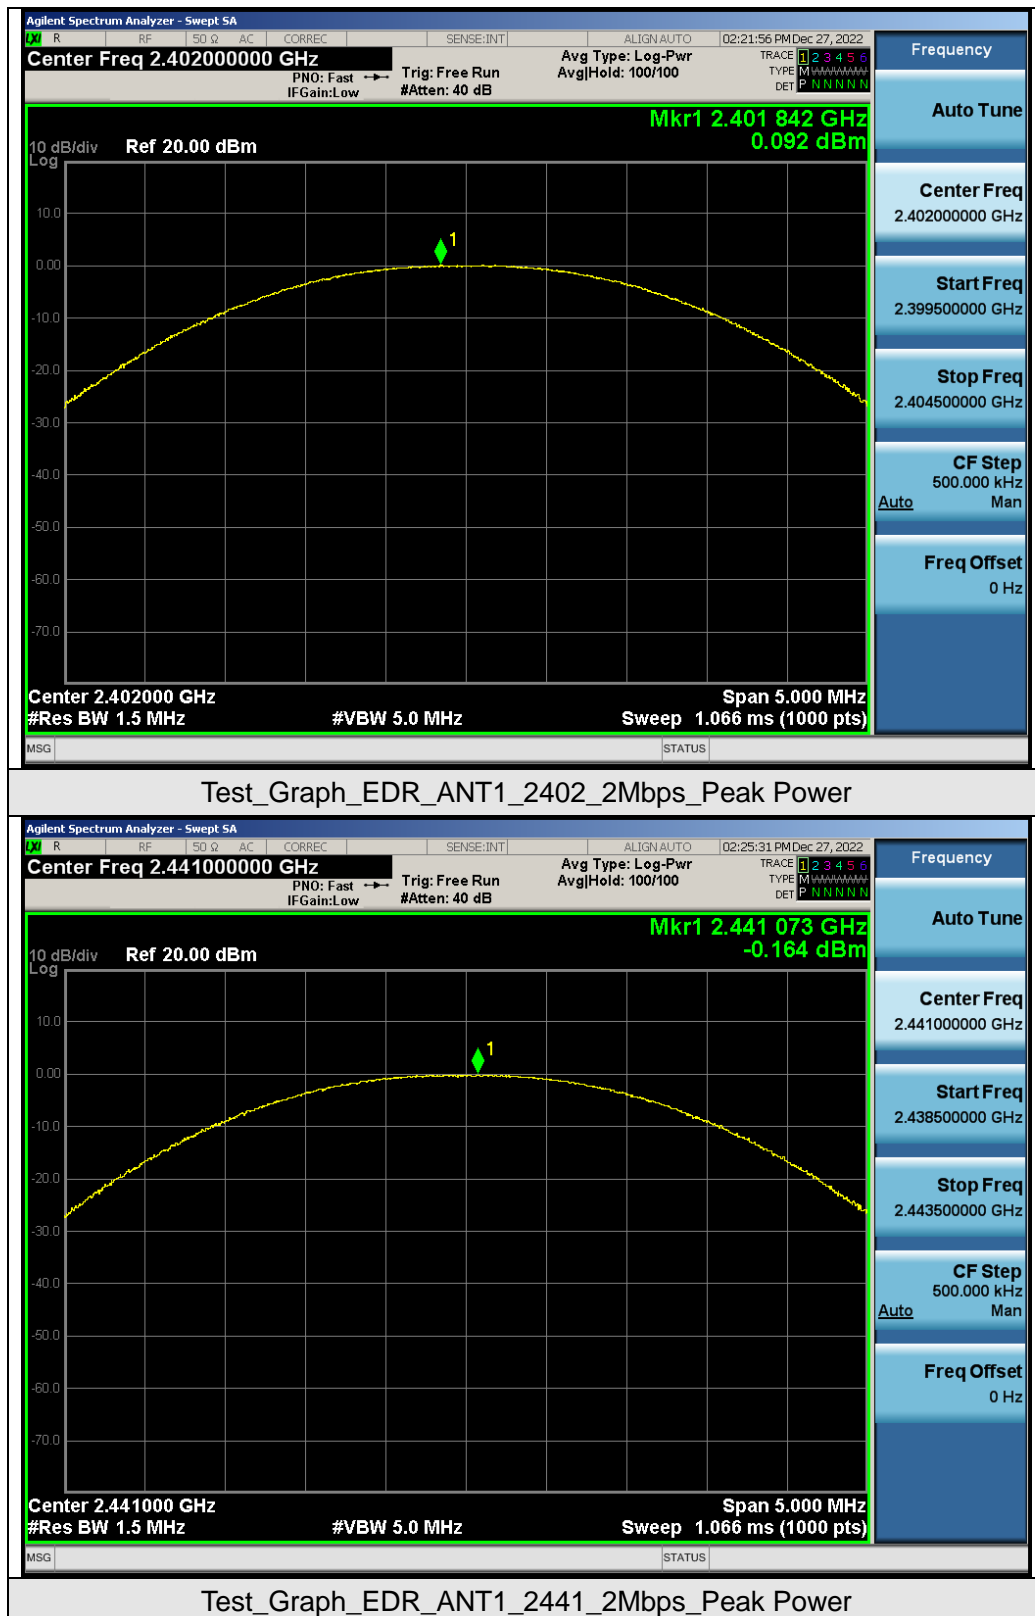 Agilent Spectrum Analyzer - Swept SA
LXI R RF 50 Ω AC CORREC SENSE:INT ALIGN AUTO 02:21:56 PM Dec 27, 2022
Center Freq 2.402000000 GHz
PNO: Fast
IFGain:Low
Trig: Free Run
#Atten: 40 dB
Avg Type: Log-Pwr
Avg|Hold: 100/100
TRACE 1 2 3 4 5 6
TYPE M WWWWW
DET P N N N N N
Mkr1 2.401 842 GHz
0.092 dBm
10 dB/div Ref 20.00 dBm
Log
10.0
1
0.00
-10.0
-20.0
-30.0
-40.0
-50.0
-60.0
-70.0
Center 2.402000 GHz Span 5.000 MHz
#Res BW 1.5 MHz #VBW 5.0 MHz Sweep 1.066 ms (1000 pts)
MSG STATUS
Frequency
Auto Tune
Center Freq
2.402000000 GHz
Start Freq
2.399500000 GHz
Stop Freq
2.404500000 GHz
CF Step
500.000 kHz
Auto Man
Freq Offset
0 Hz
Test_Graph_EDR_ANT1_2402_2Mbps_Peak Power
Agilent Spectrum Analyzer - Swept SA
LXI R RF 50 Ω AC CORREC SENSE:INT ALIGN AUTO 02:25:31 PM Dec 27, 2022
Center Freq 2.441000000 GHz
PNO: Fast
IFGain:Low
Trig: Free Run
#Atten: 40 dB
Avg Type: Log-Pwr
Avg|Hold: 100/100
TRACE 1 2 3 4 5 6
TYPE M WWWWW
DET P N N N N N
Mkr1 2.441 073 GHz
-0.164 dBm
10 dB/div Ref 20.00 dBm
Log
10.0
1
0.00
-10.0
-20.0
-30.0
-40.0
-50.0
-60.0
-70.0
Center 2.441000 GHz Span 5.000 MHz
#Res BW 1.5 MHz #VBW 5.0 MHz Sweep 1.066 ms (1000 pts)
MSG STATUS
Frequency
Auto Tune
Center Freq
2.441000000 GHz
Start Freq
2.438500000 GHz
Stop Freq
2.443500000 GHz
CF Step
500.000 kHz
Auto Man
Freq Offset
0 Hz
Test_Graph_EDR_ANT1_2441_2Mbps_Peak Power